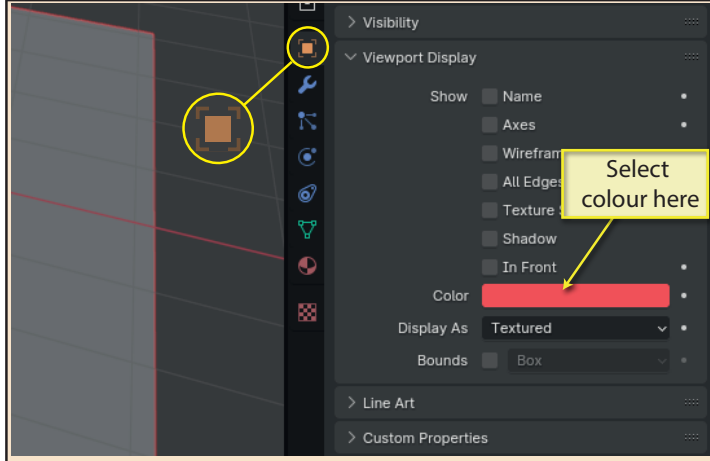 Visibility
Viewport Display
Show Name
Axes
Wirefram
All Edges
Texture
Select
colour here
Shadow
In Front
Color
Display As Textured
Bounds Box
Line Art
Custom Properties